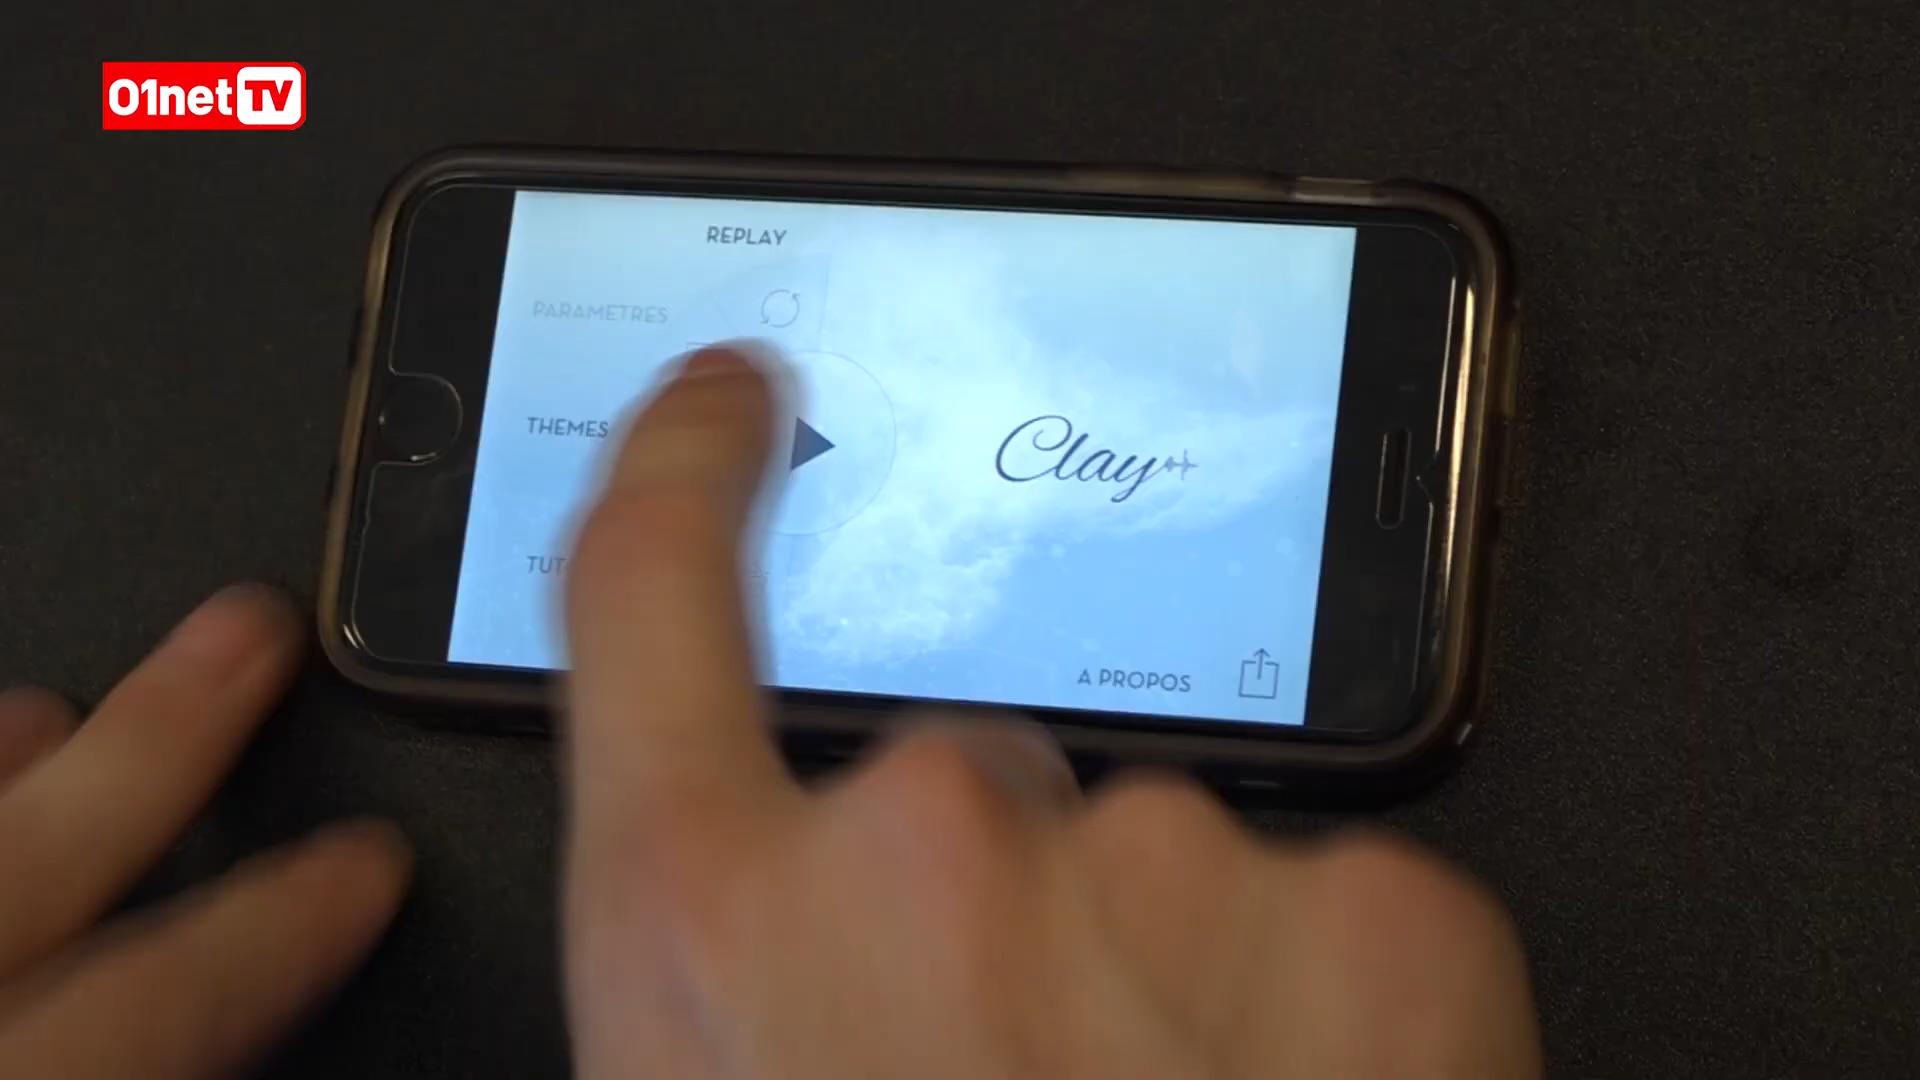 01net TV
REPLAY
PARAMETRES
THEMES
Clay
A PROPOS